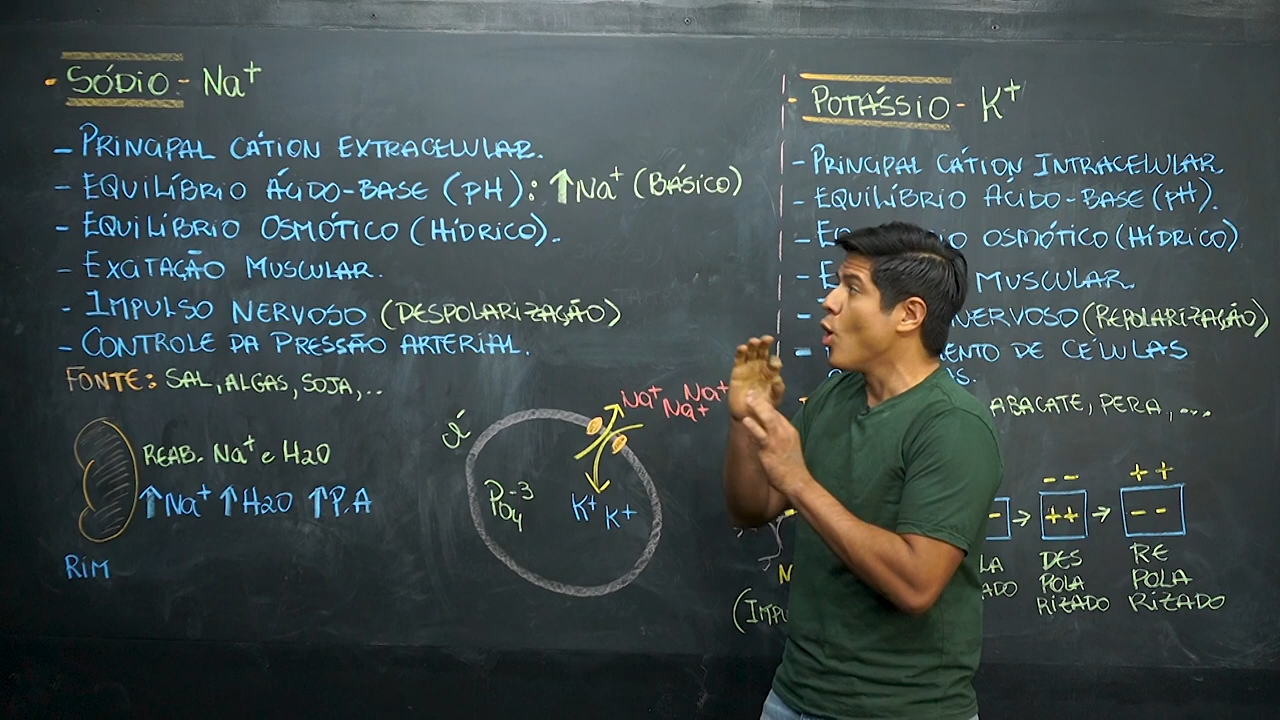 • SÓDIO - Na⁺
- PRINCIPAL CÁTION EXTRACELULAR.
- EQUILÍBRIO ÁCIDO-BASE (PH): ↑Na⁺ (BÁSICO)
- EQUILÍBRIO OSMÓTICO (HÍDRICO).
- EXCITAÇÃO MUSCULAR.
- IMPULSO NERVOSO (DESPOLARIZAÇÃO)
- CONTROLE DA PRESSÃO ARTERIAL.
FONTE: SAL, ALGAS, SOJA,...
REAB. Na⁺ e H2O
↑Na⁺ ↑H2O ↑P.A
RIM
Na⁺ Na⁺
Na⁺
PO₄⁻³
K⁺ K⁺
• POTÁSSIO - K⁺
- PRINCIPAL CÁTION INTRACELULAR
- EQUILÍBRIO ÁCIDO-BASE (PH).
- OSMÓTICO (HÍDRICO).
- MUSCULAR.
- NERVOSO (REPOLARIZAÇÃO)
- DE CÉLULAS
ABACATE, PERA,...
- → ++ → --
-- ++
DES
POLA
RIZADO
RE
POLA
RIZADO